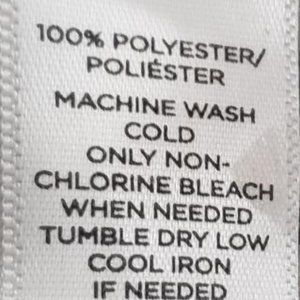 100% POLYESTER/
POLIÉSTER
MACHINE WASH
COLD
ONLY NON-
CHLORINE BLEACH
WHEN NEEDED
TUMBLE DRY LOW
COOL IRON
IF NEEDED